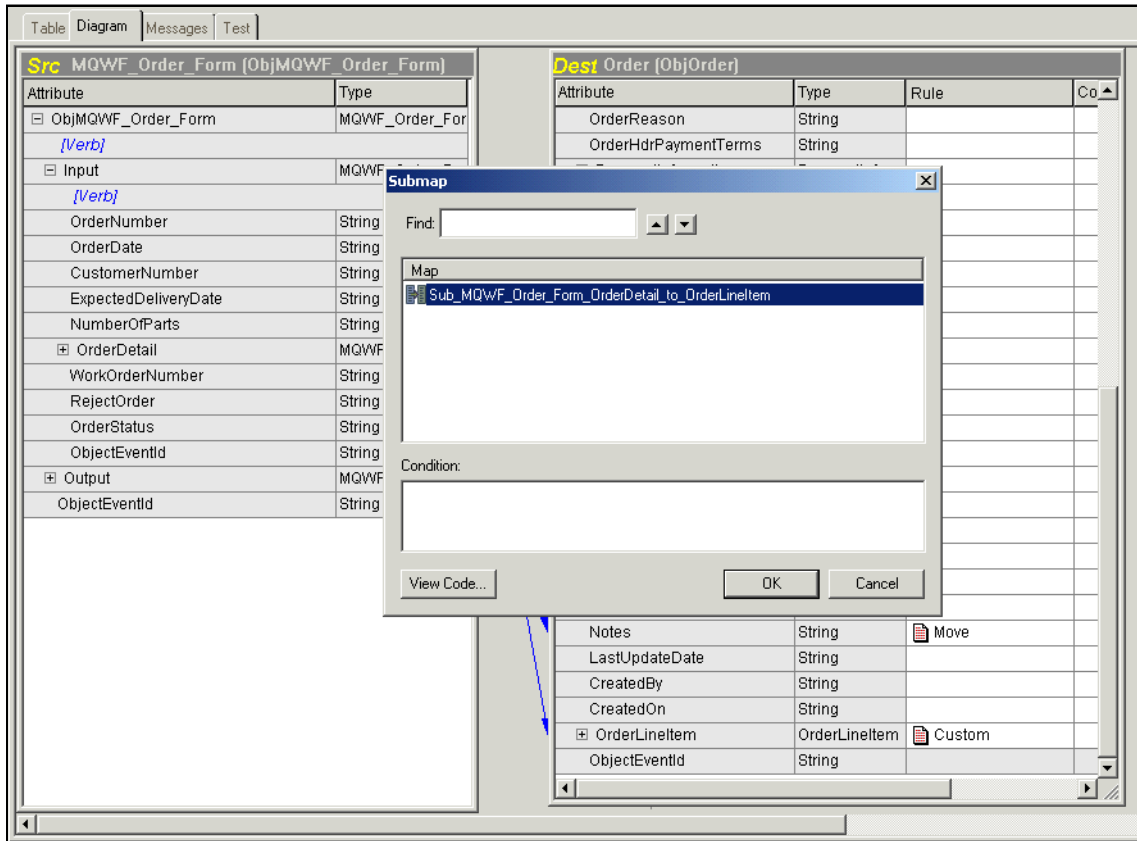 Table Diagram Messages Test
Src MQWF_Order_Form (ObjMQWF_Order_Form)
Attribute Type
ObjMQWF_Order_Form MQWF_Order_For
[Verb]
Input MQWF
[Verb]
OrderNumber String
OrderDate String
CustomerNumber String
ExpectedDeliveryDate String
NumberOfParts String
OrderDetail MQWF
WorkOrderNumber String
RejectOrder String
OrderStatus String
ObjectEventId String
Output MQWF
ObjectEventId String
Dest Order (ObjOrder)
Attribute Type Rule Co
OrderReason String
OrderHdrPaymentTerms String
Submap
Find:
Map
Sub_MQWF_Order_Form_OrderDetail_to_OrderLineItem
Condition:
View Code... OK Cancel
Notes String Move
LastUpdateDate String
CreatedBy String
CreatedOn String
OrderLineItem OrderLineItem Custom
ObjectEventId String